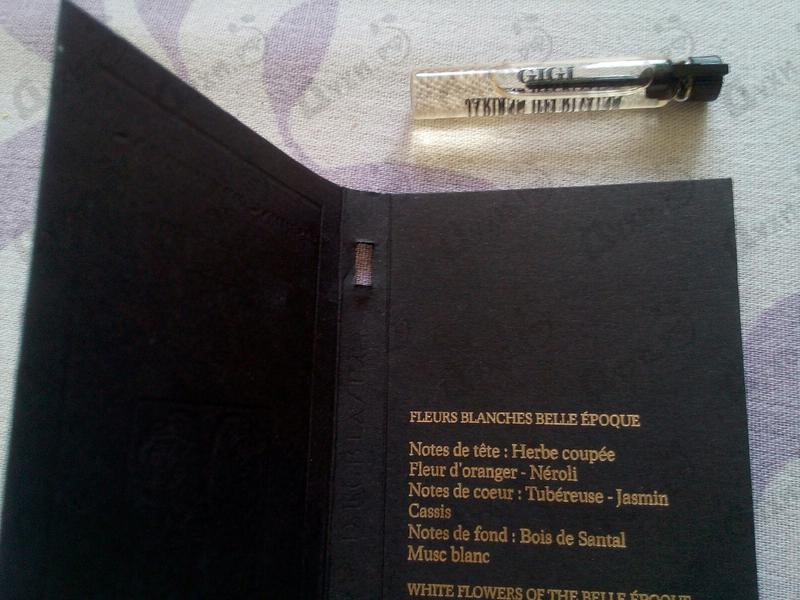 GIGI
FLEURS BLANCHES BELLE ÉPOQUE
Notes de tête : Herbe coupée
Fleur d'oranger - Néroli
Notes de coeur : Tubéreuse - Jasmin
Cassis
Notes de fond : Bois de Santal
Musc blanc
WHITE FLOWERS OF THE BELLE ÉPOQUE